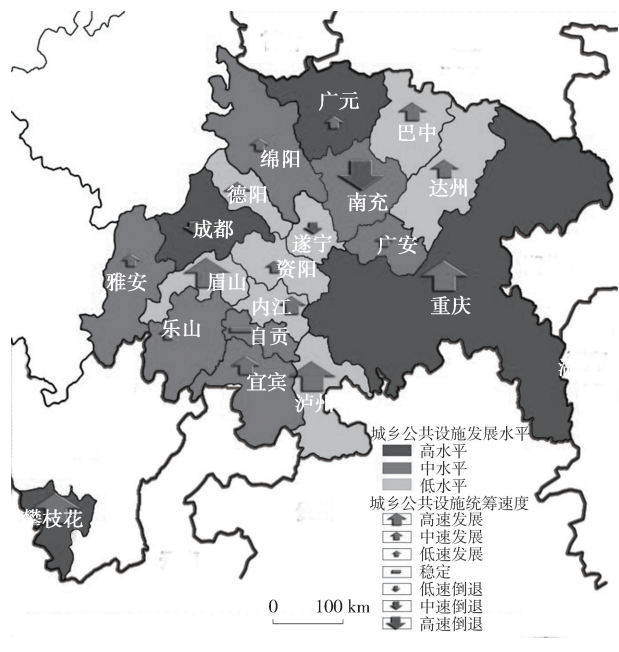 广元
巴中
绵阳
达州
德阳
南充
成都
遂宁
广安
雅安
眉山
资阳
内江
重庆
乐山
自贡
宜宾
泸州
攀枝花
城乡公共设施发展水平
高水平
中水平
低水平
城乡公共设施统筹速度
高速发展
中速发展
低速发展
稳定
低速倒退
中速倒退
高速倒退
0 100 km